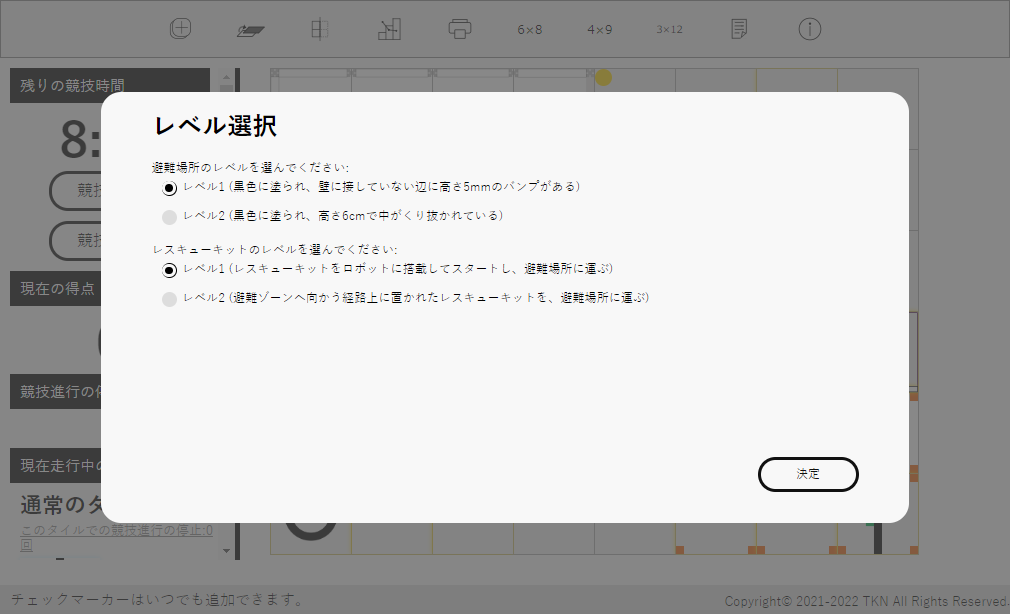 6×8
4×9
3×12
残りの競技時間
8:
競技
競技
現在の得点
競技進行の
現在走行中の
通常のタ
このタイルでの競技進行の停止:0
回
レベル選択
避難場所のレベルを選んでください:
レベル1 (黒色に塗られ、壁に接していない辺に高さ5mmのバンプがある)
レベル2 (黒色に塗られ、高さ6cmで中がくり抜かれている)
レスキューキットのレベルを選んでください:
レベル1 (レスキューキットをロボットに搭載してスタートし、避難場所に運ぶ)
レベル2 (避難ゾーンへ向かう経路上に置かれたレスキューキットを、避難場所に運ぶ)
決定
チェックマーカーはいつでも追加できます。
Copyright© 2021-2022 TKN All Rights Reserved.